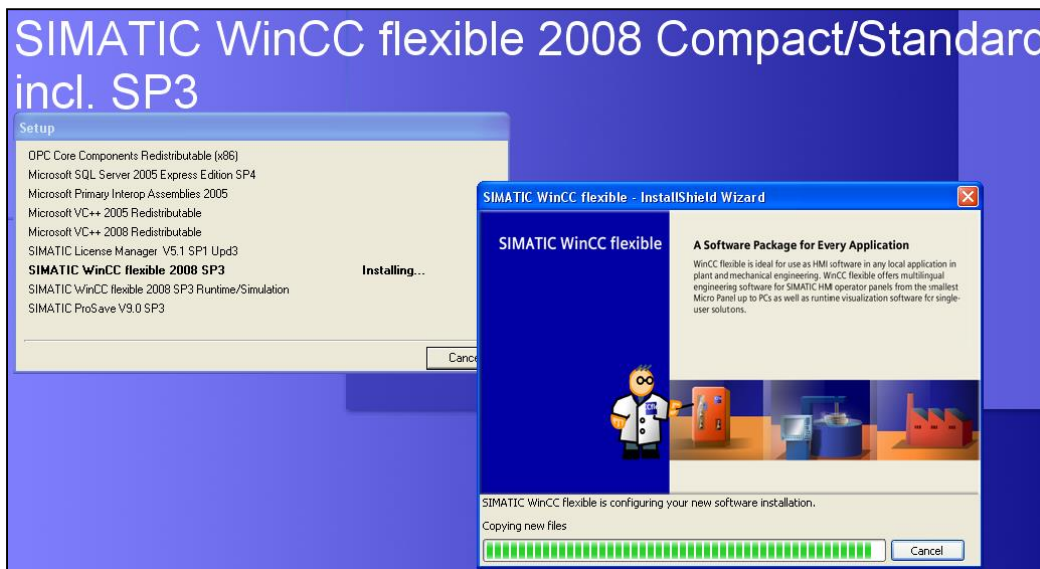 SIMATIC WinCC flexible 2008 Compact/Standard
incl. SP3
Setup
OPC Core Components Redistributable (x86)
Microsoft SQL Server 2005 Express Edition SP4
Microsoft Primary Interop Assemblies 2005
Microsoft VC++ 2005 Redistributable
Microsoft VC++ 2008 Redistributable
SIMATIC License Manager V5.1 SP1 Upd3
SIMATIC WinCC flexible 2008 SP3 Installing...
SIMATIC WinCC flexible 2008 SP3 Runtime/Simulation
SIMATIC ProSave V9.0 SP3
Cance
SIMATIC WinCC flexible - InstallShield Wizard
SIMATIC WinCC flexible
A Software Package for Every Application
WinCC flexible is ideal for use as HMI software in any local application in
plant and mechanical engineering. WinCC flexible offers multilingual
engineering software for SIMATIC HMI operator panels from the smallest
Micro Panel up to PCs as well as runtime visualization software for single-
user solutions.
SIMATIC WinCC flexible is configuring your new software installation.
Copying new files
Cancel